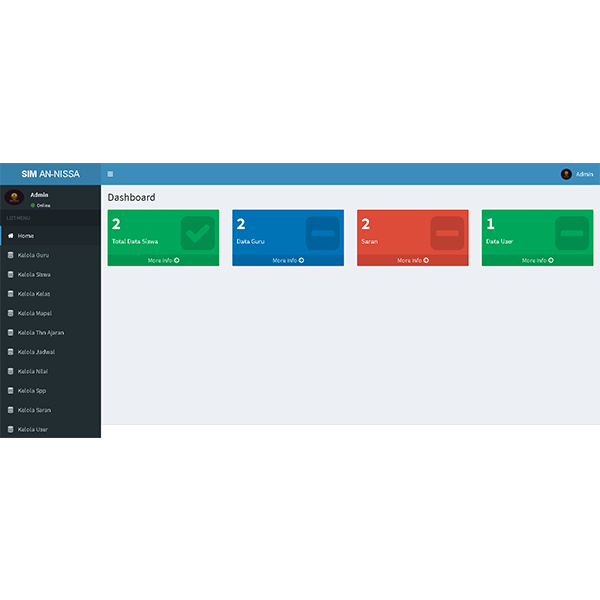 SIM AN-NISSA
Admin
Admin
Online
LIST MENU
Home
Kelola Guru
Kelola Siswa
Kelola Kelas
Kelola Mapel
Kelola Thn Ajaran
Kelola Jadwal
Kelola Nilai
Kelola Spp
Kelola Saran
Kelola User
Dashboard
2
Total Data Siswa
More info
2
Data Guru
More info
2
Saran
More info
1
Data User
More info